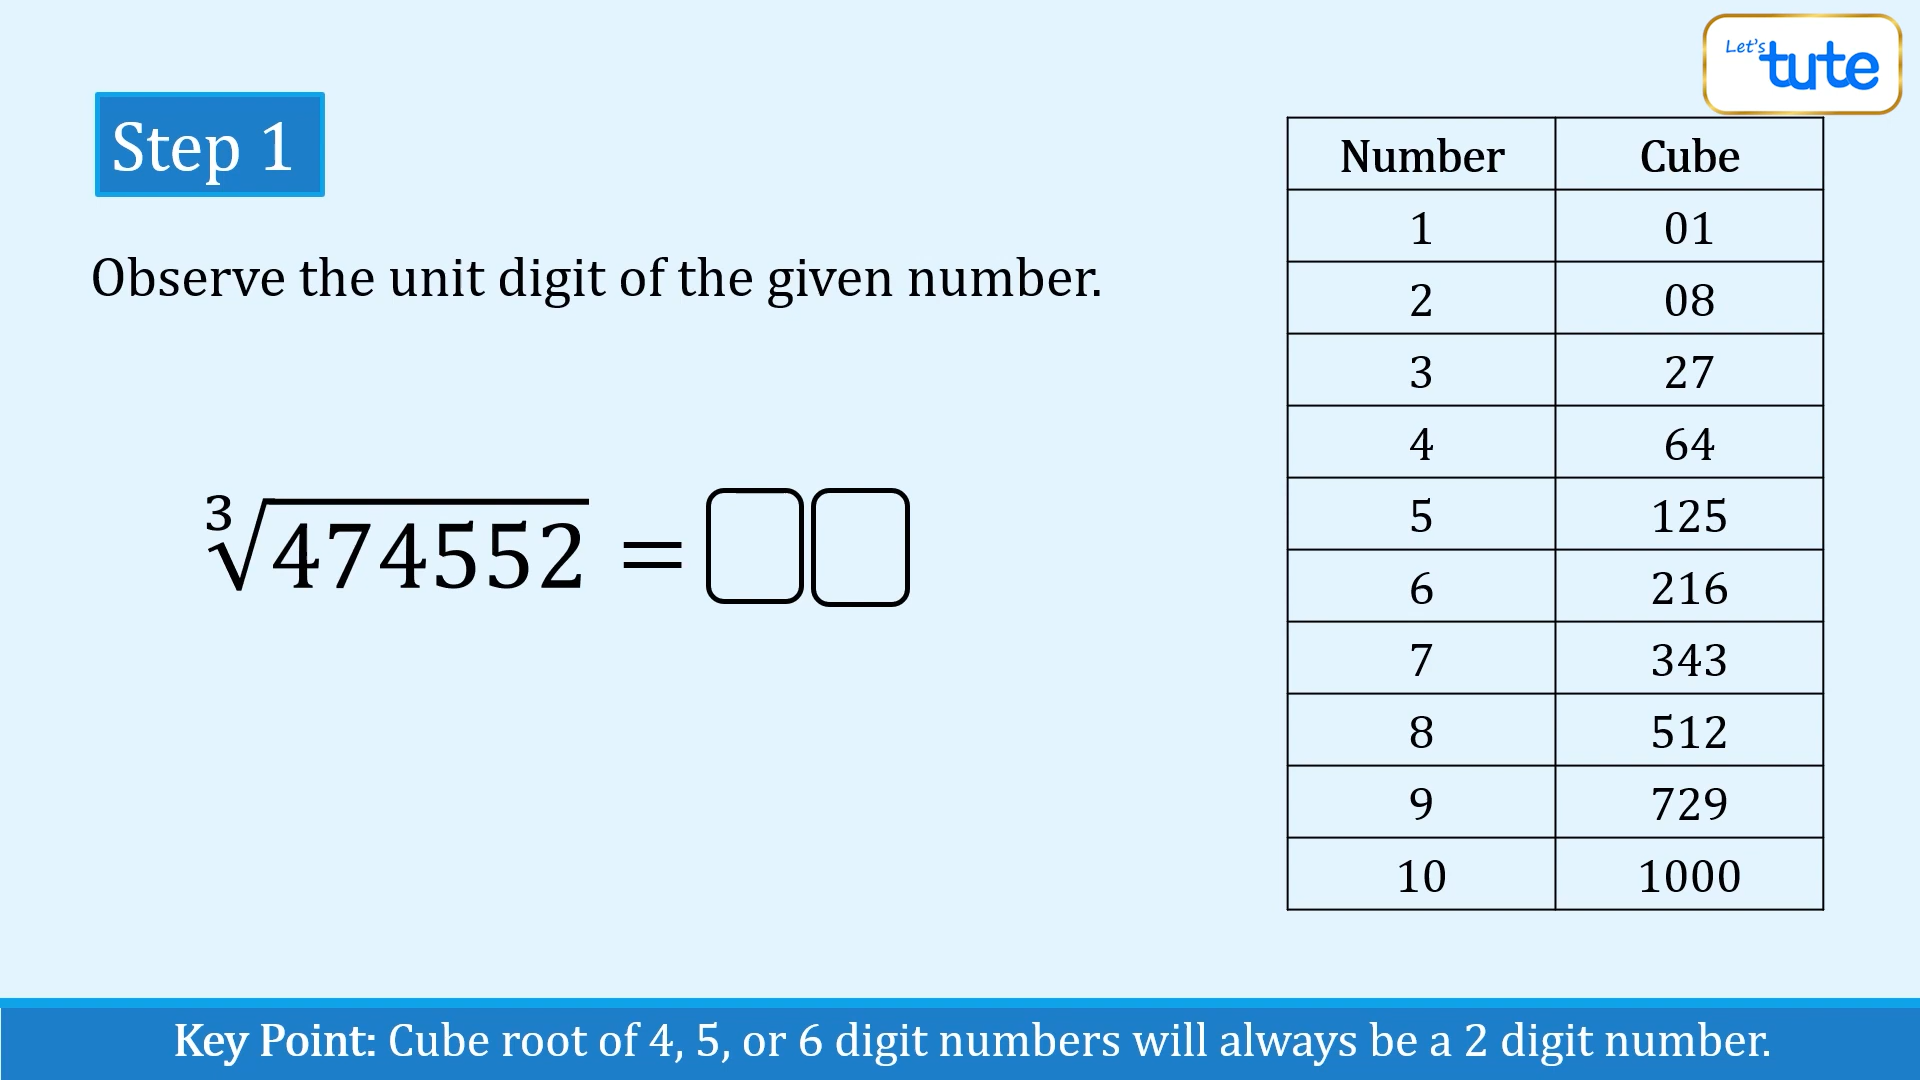 Let's tute
Step 1
Observe the unit digit of the given number.
∛474552 =
Number Cube
1 01
2 08
3 27
4 64
5 125
6 216
7 343
8 512
9 729
10 1000
Key Point: Cube root of 4, 5, or 6 digit numbers will always be a 2 digit number.